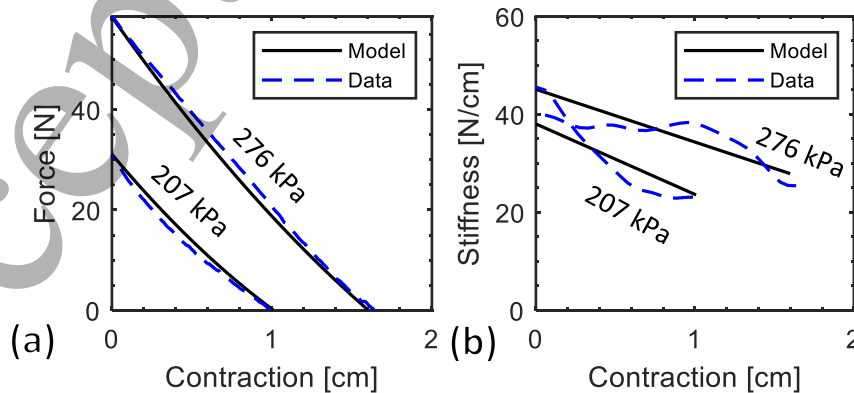 Model
Data
Force [N]
40
20
0
276 kPa
207 kPa
0
1
2
(a)
Contraction [cm]
Model
Data
Stiffness [N/cm]
60
40
20
0
276 kPa
207 kPa
0
1
2
(b)
Contraction [cm]